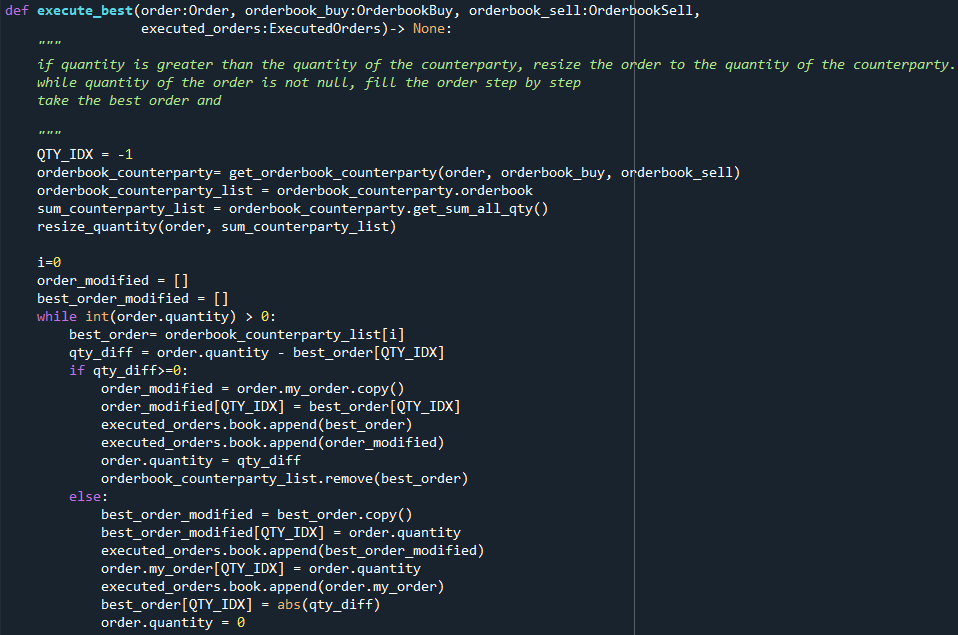 def execute_best(order:Order, orderbook_buy:OrderbookBuy, orderbook_sell:OrderbookSell,
                 executed_orders:ExecutedOrders)-> None:
    """
    if quantity is greater than the quantity of the counterparty, resize the order to the quantity of the counterparty.
    while quantity of the order is not null, fill the order step by step
    take the best order and

    """
    QTY_IDX = -1
    orderbook_counterparty= get_orderbook_counterparty(order, orderbook_buy, orderbook_sell)
    orderbook_counterparty_list = orderbook_counterparty.orderbook
    sum_counterparty_list = orderbook_counterparty.get_sum_all_qty()
    resize_quantity(order, sum_counterparty_list)

    i=0
    order_modified = []
    best_order_modified = []
    while int(order.quantity) > 0:
        best_order= orderbook_counterparty_list[i]
        qty_diff = order.quantity - best_order[QTY_IDX]
        if qty_diff>=0:
            order_modified = order.my_order.copy()
            order_modified[QTY_IDX] = best_order[QTY_IDX]
            executed_orders.book.append(best_order)
            executed_orders.book.append(order_modified)
            order.quantity = qty_diff
            orderbook_counterparty_list.remove(best_order)
        else:
            best_order_modified = best_order.copy()
            best_order_modified[QTY_IDX] = order.quantity
            executed_orders.book.append(best_order_modified)
            order.my_order[QTY_IDX] = order.quantity
            executed_orders.book.append(order.my_order)
            best_order[QTY_IDX] = abs(qty_diff)
            order.quantity = 0